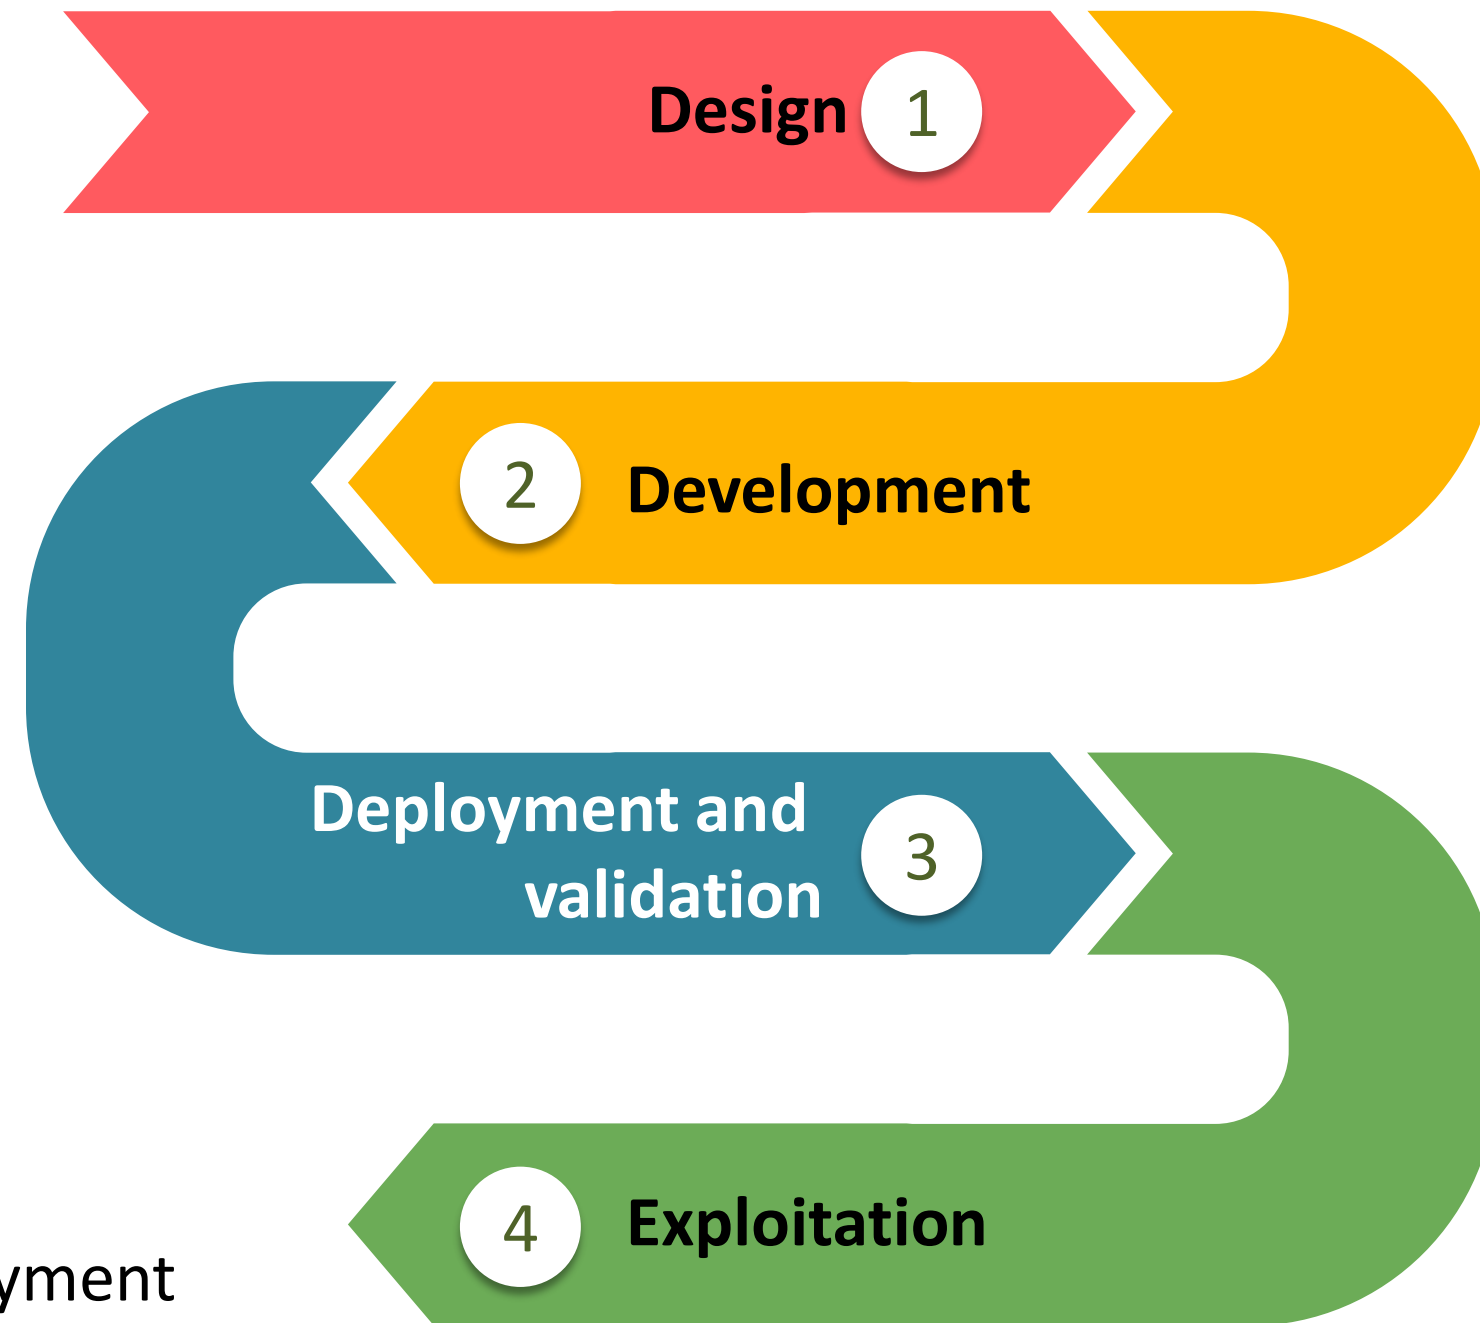 Design 1
2 Development
Deployment and
validation
3
4 Exploitation
yment